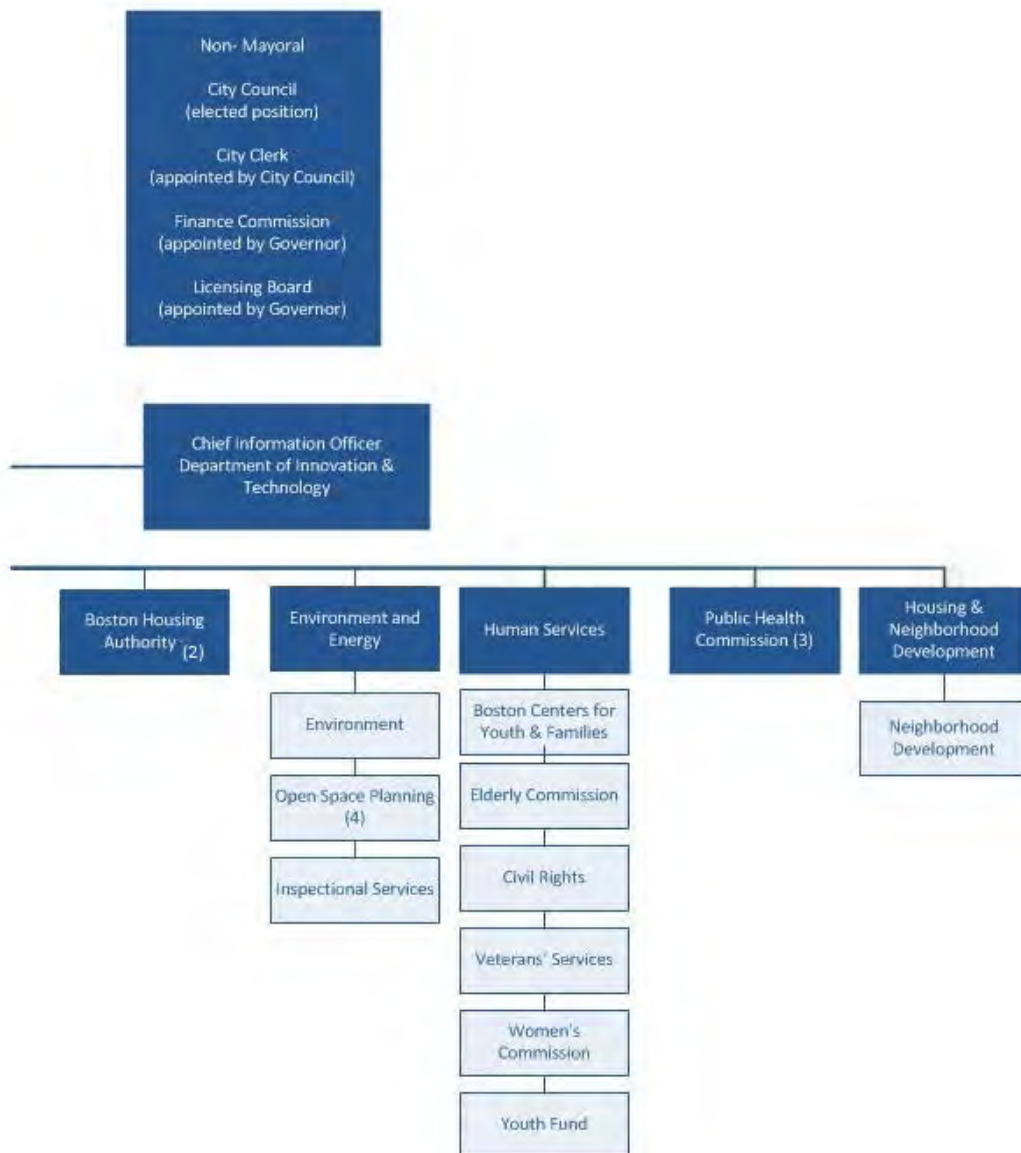 Non- Mayoral
City Council
(elected position)
City Clerk
(appointed by City Council)
Finance Commission
(appointed by Governor)
Licensing Board
(appointed by Governor)
Chief Information Officer
Department of Innovation &
Technology
Boston Housing
Authority (2)
Environment and
Energy
Environment
Open Space Planning
(4)
Inspectional Services
Human Services
Boston Centers for
Youth & Families
Elderly Commission
Civil Rights
Veterans' Services
Women's
Commission
Youth Fund
Public Health
Commission (3)
Housing &
Neighborhood
Development
Neighborhood
Development